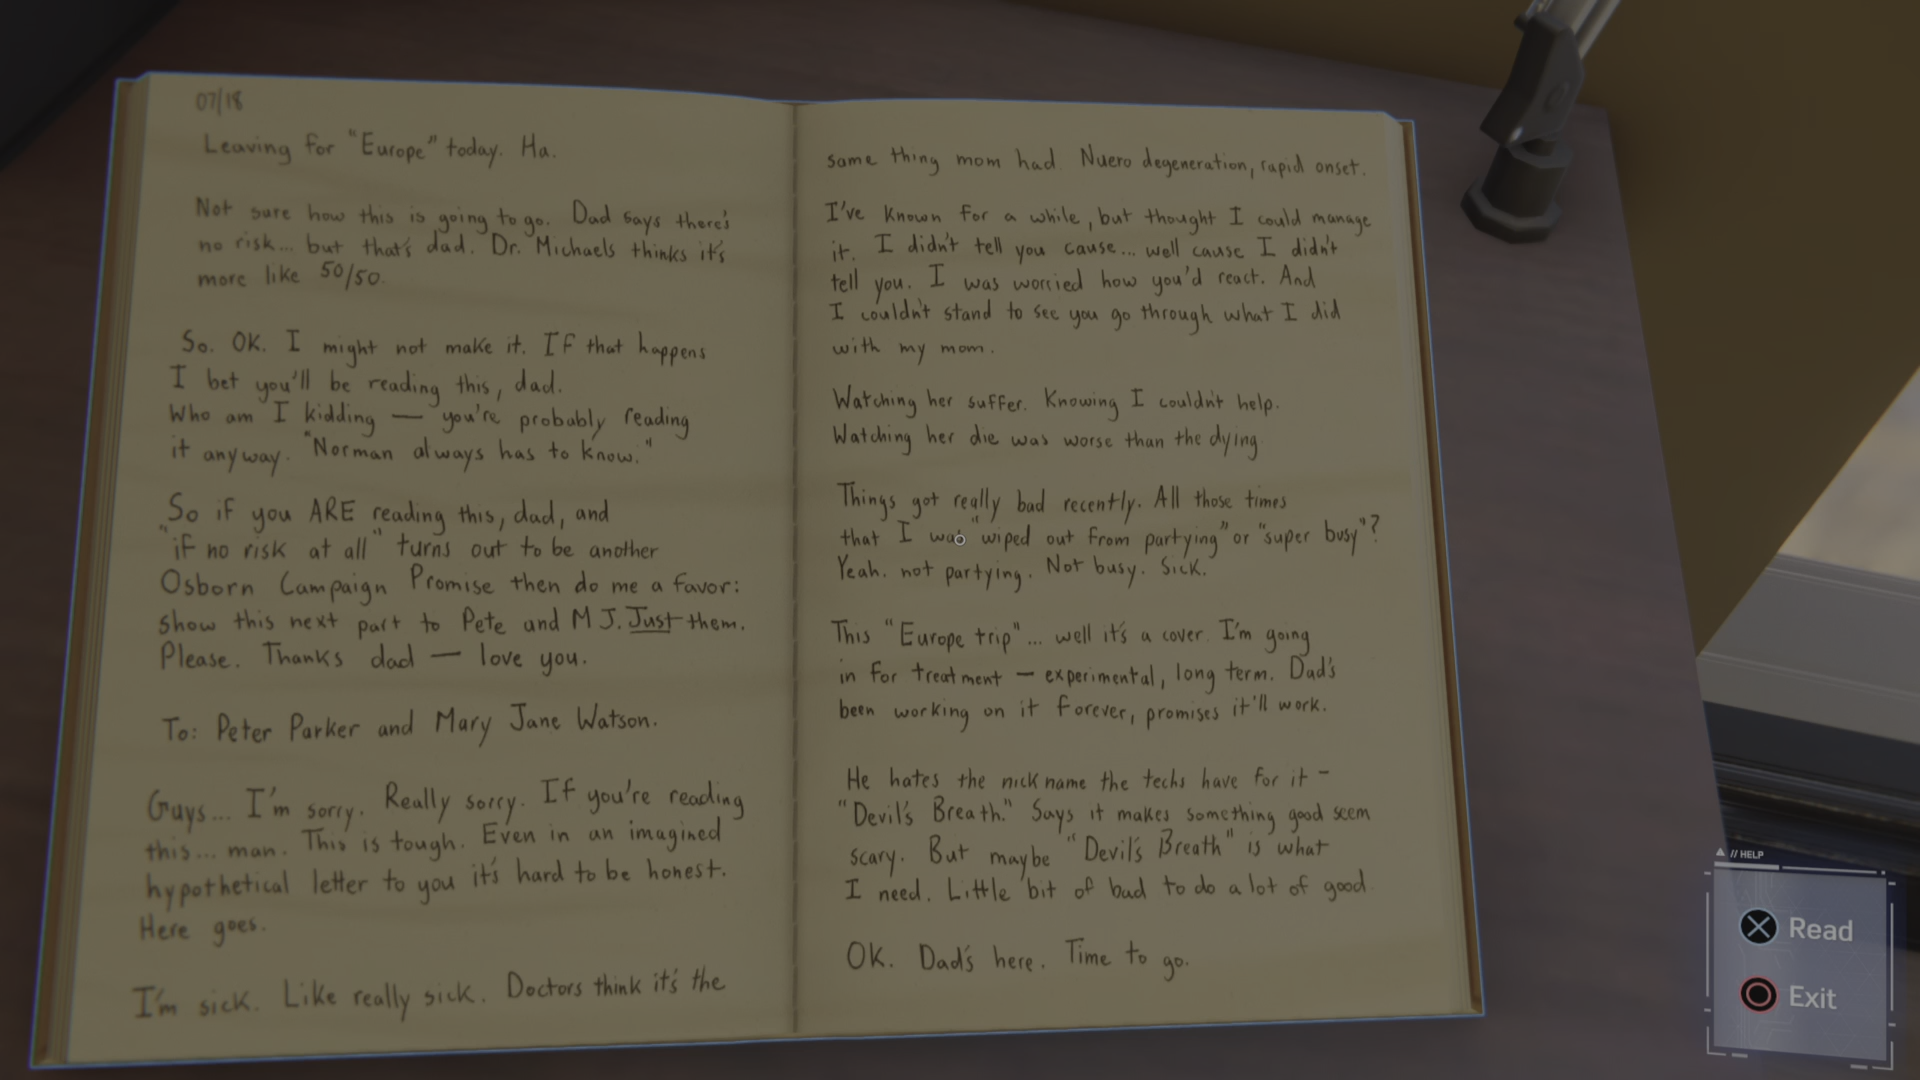 07/18
Leaving for "Europe" today. Ha.
Not sure how this is going to go. Dad says there's
no risk... but that's dad. Dr. Michaels thinks it's
more like 50/50.
So. OK. I might not make it. If that happens
I bet you'll be reading this, dad.
Who am I kidding — you're probably reading
it anyway. "Norman always has to know."
So if you ARE reading this, dad, and
"if no risk at all" turns out to be another
Osborn Campaign Promise then do me a favor:
show this next part to Pete and MJ. Just them.
Please. Thanks dad — love you.
To: Peter Parker and Mary Jane Watson.
Guys... I'm sorry. Really sorry. If you're reading
this... man. This is tough. Even in an imagined
hypothetical letter to you it's hard to be honest.
Here goes.
I'm sick. Like really sick. Doctors think it's the
same thing mom had. Nuero degeneration, rapid onset.
I've known for a while, but thought I could manage
it. I didn't tell you cause... well cause I didn't
tell you. I was worried how you'd react. And
I couldn't stand to see you go through what I did
with my mom.
Watching her suffer. Knowing I couldn't help.
Watching her die was worse than the dying
Things got really bad recently. All those times
that I was "wiped out from partying" or "super busy"?
Yeah. not partying. Not busy. Sick.
This "Europe trip"... well it's a cover. I'm going
in for treatment — experimental, long term. Dad's
been working on it forever, promises it'll work.
He hates the nickname the techs have for it -
"Devil's Breath." Says it makes something good seem
scary. But maybe "Devil's Breath" is what
I need. Little bit of bad to do a lot of good.
OK. Dad's here. Time to go.
// HELP
Read
Exit